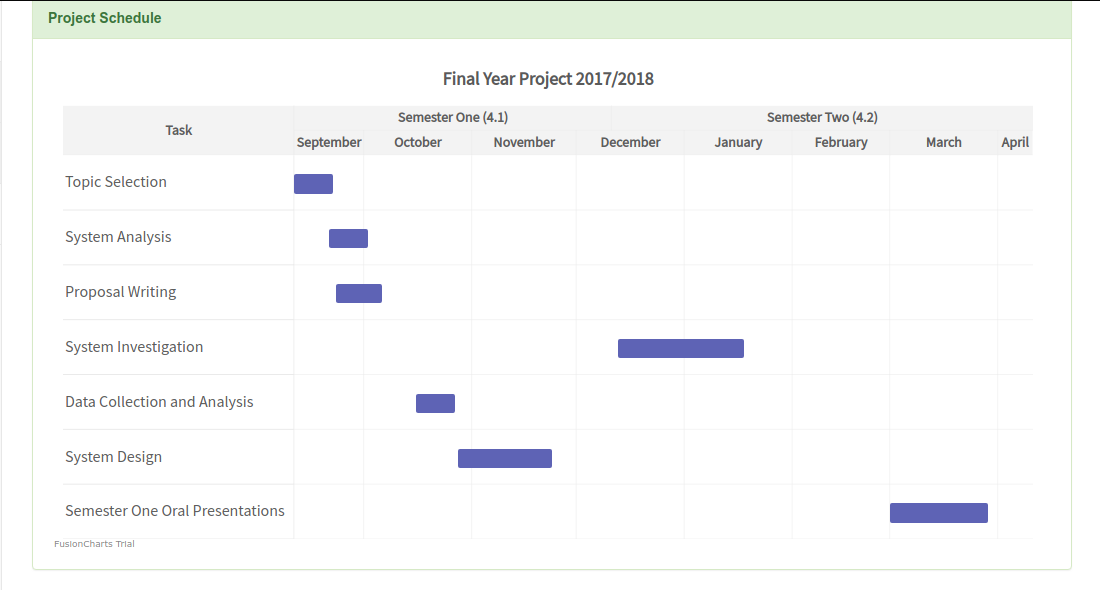 Project Schedule
Final Year Project 2017/2018
Task
Semester One (4.1)
Semester Two (4.2)
September
October
November
December
January
February
March
April
Topic Selection
System Analysis
Proposal Writing
System Investigation
Data Collection and Analysis
System Design
Semester One Oral Presentations
FusionCharts Trial